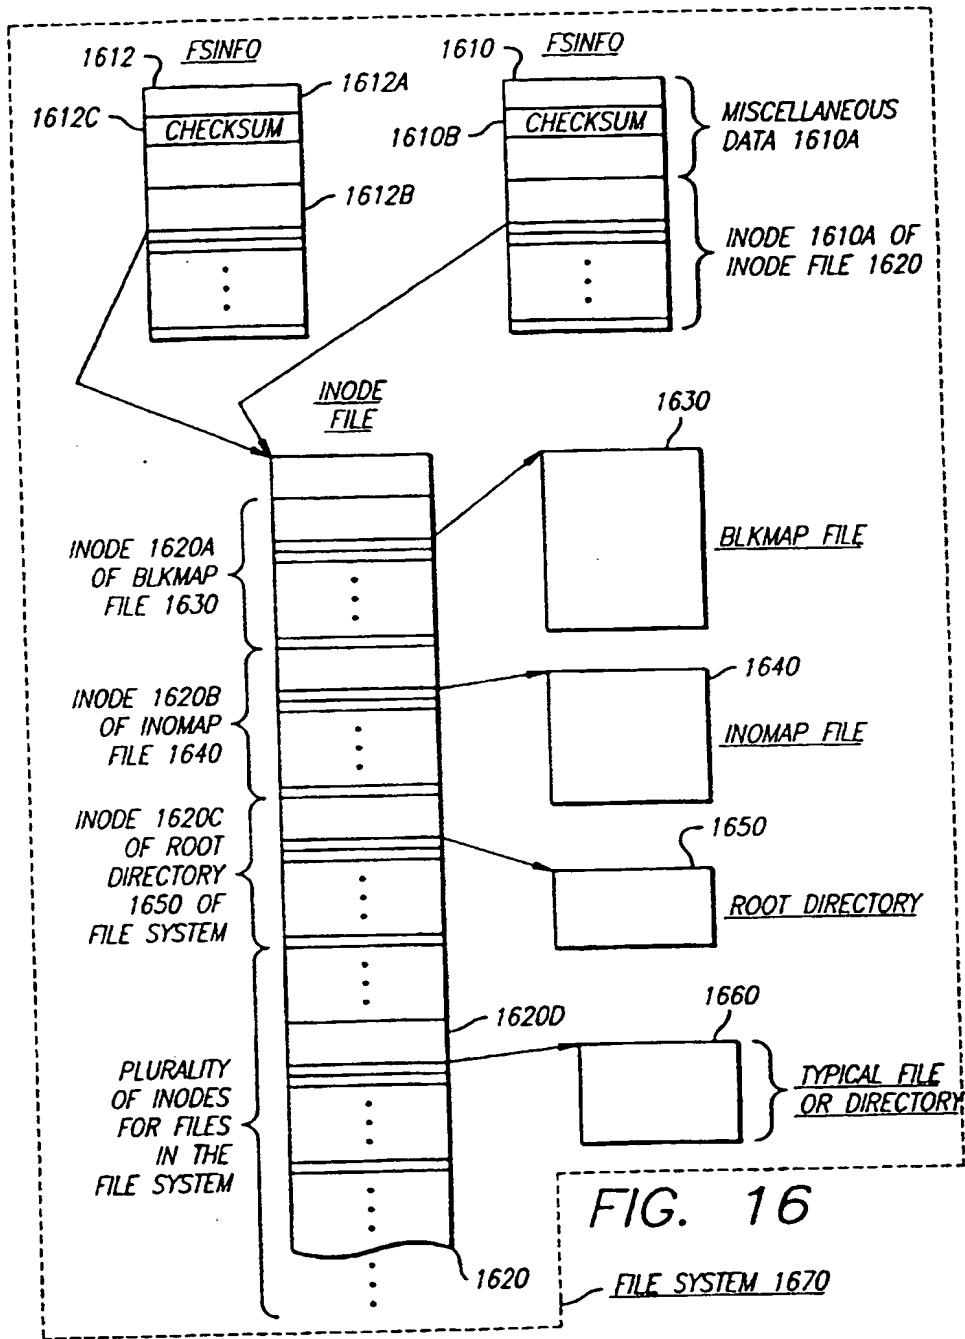 FSINFO
1612
1612A
1612C
CHECKSUM
1612B
FSINFO
1610
1610B
CHECKSUM
MISCELLANEOUS
DATA 1610A
INODE 1610A OF
INODE FILE 1620
INODE
FILE
1630
BLKMAP FILE
INODE 1620A
OF BLKMAP
FILE 1630
1640
INOMAP FILE
INODE 1620B
OF INOMAP
FILE 1640
1650
ROOT DIRECTORY
INODE 1620C
OF ROOT
DIRECTORY
1650 OF
FILE SYSTEM
1620D
1660
TYPICAL FILE
OR DIRECTORY
PLURALITY
OF INODES
FOR FILES
IN THE
FILE SYSTEM
1620
FIG. 16
FILE SYSTEM 1670